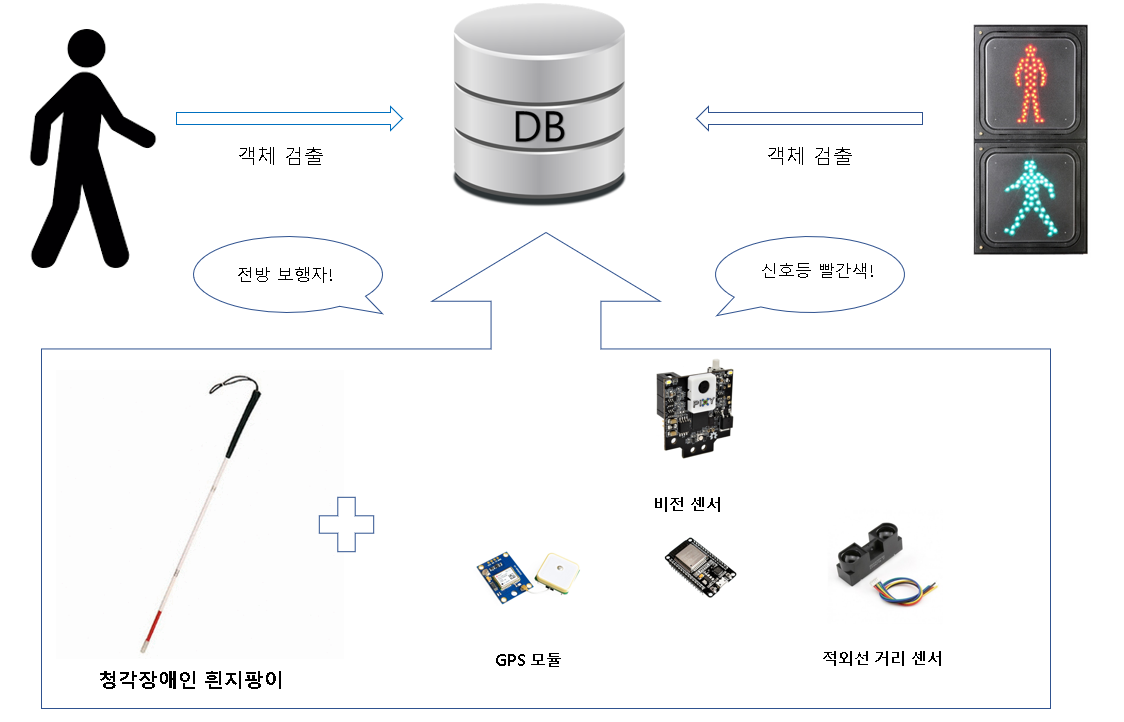 DB
객체 검출
객체 검출
전방 보행자!
신호등 빨간색!
PIXY
비전 센서
GPS 모듈
적외선 거리 센서
청각장애인 흰지팡이